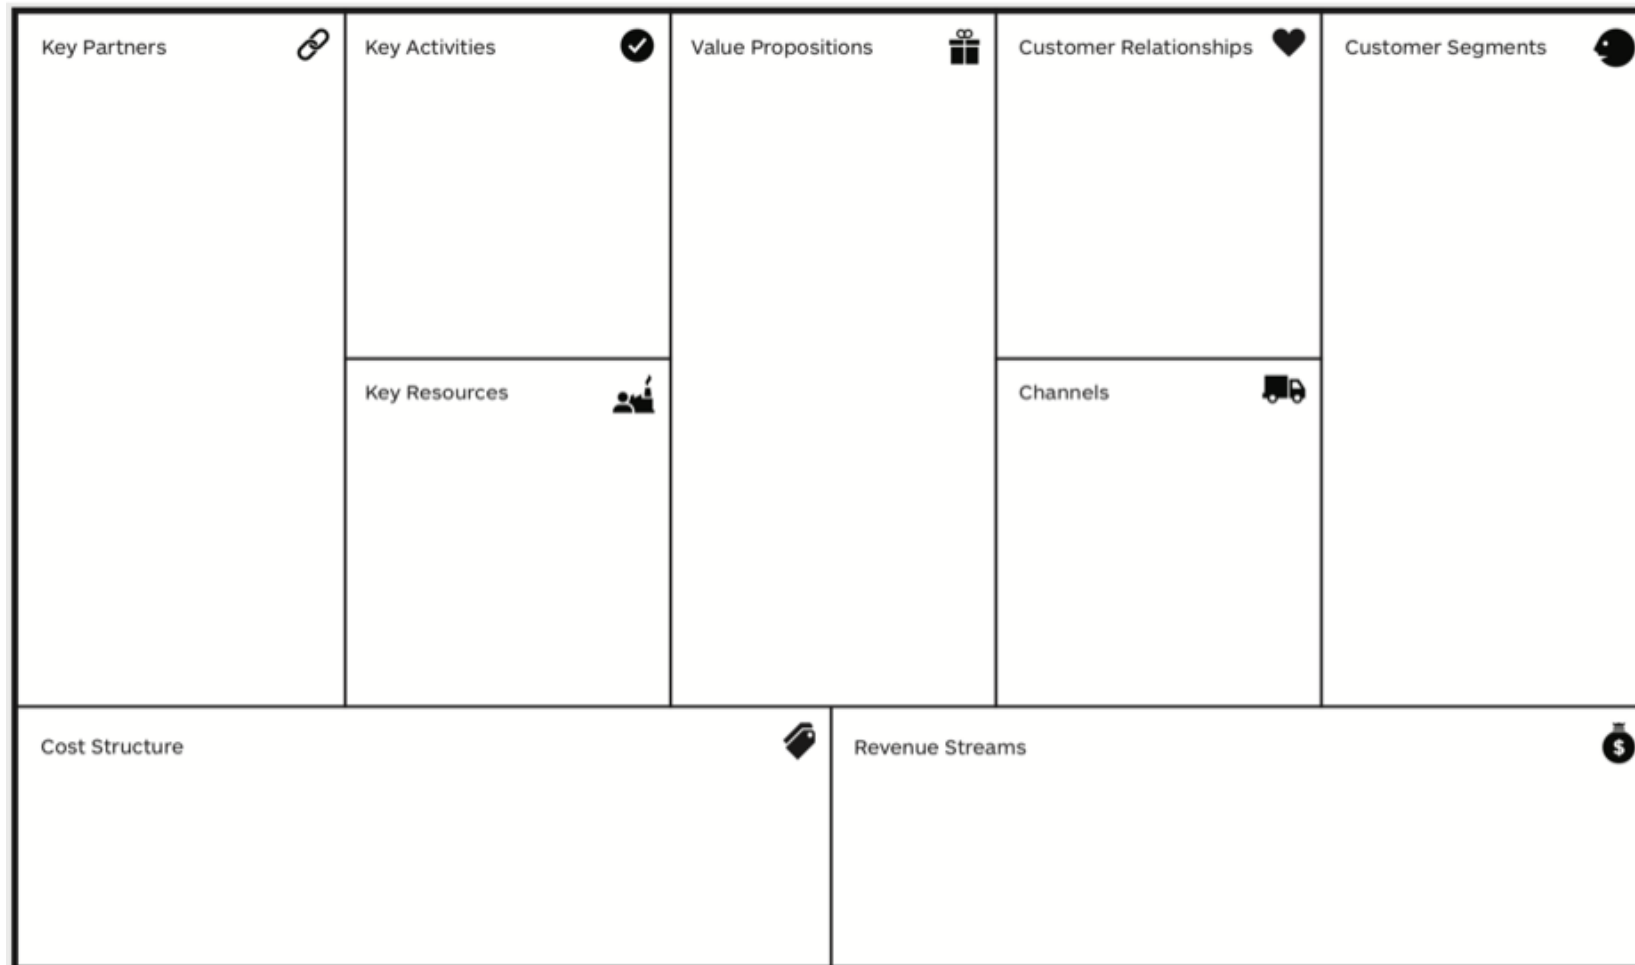 Key Partners
Key Activities
Value Propositions
Customer Relationships
Customer Segments
Key Resources
Channels
Cost Structure
Revenue Streams
$